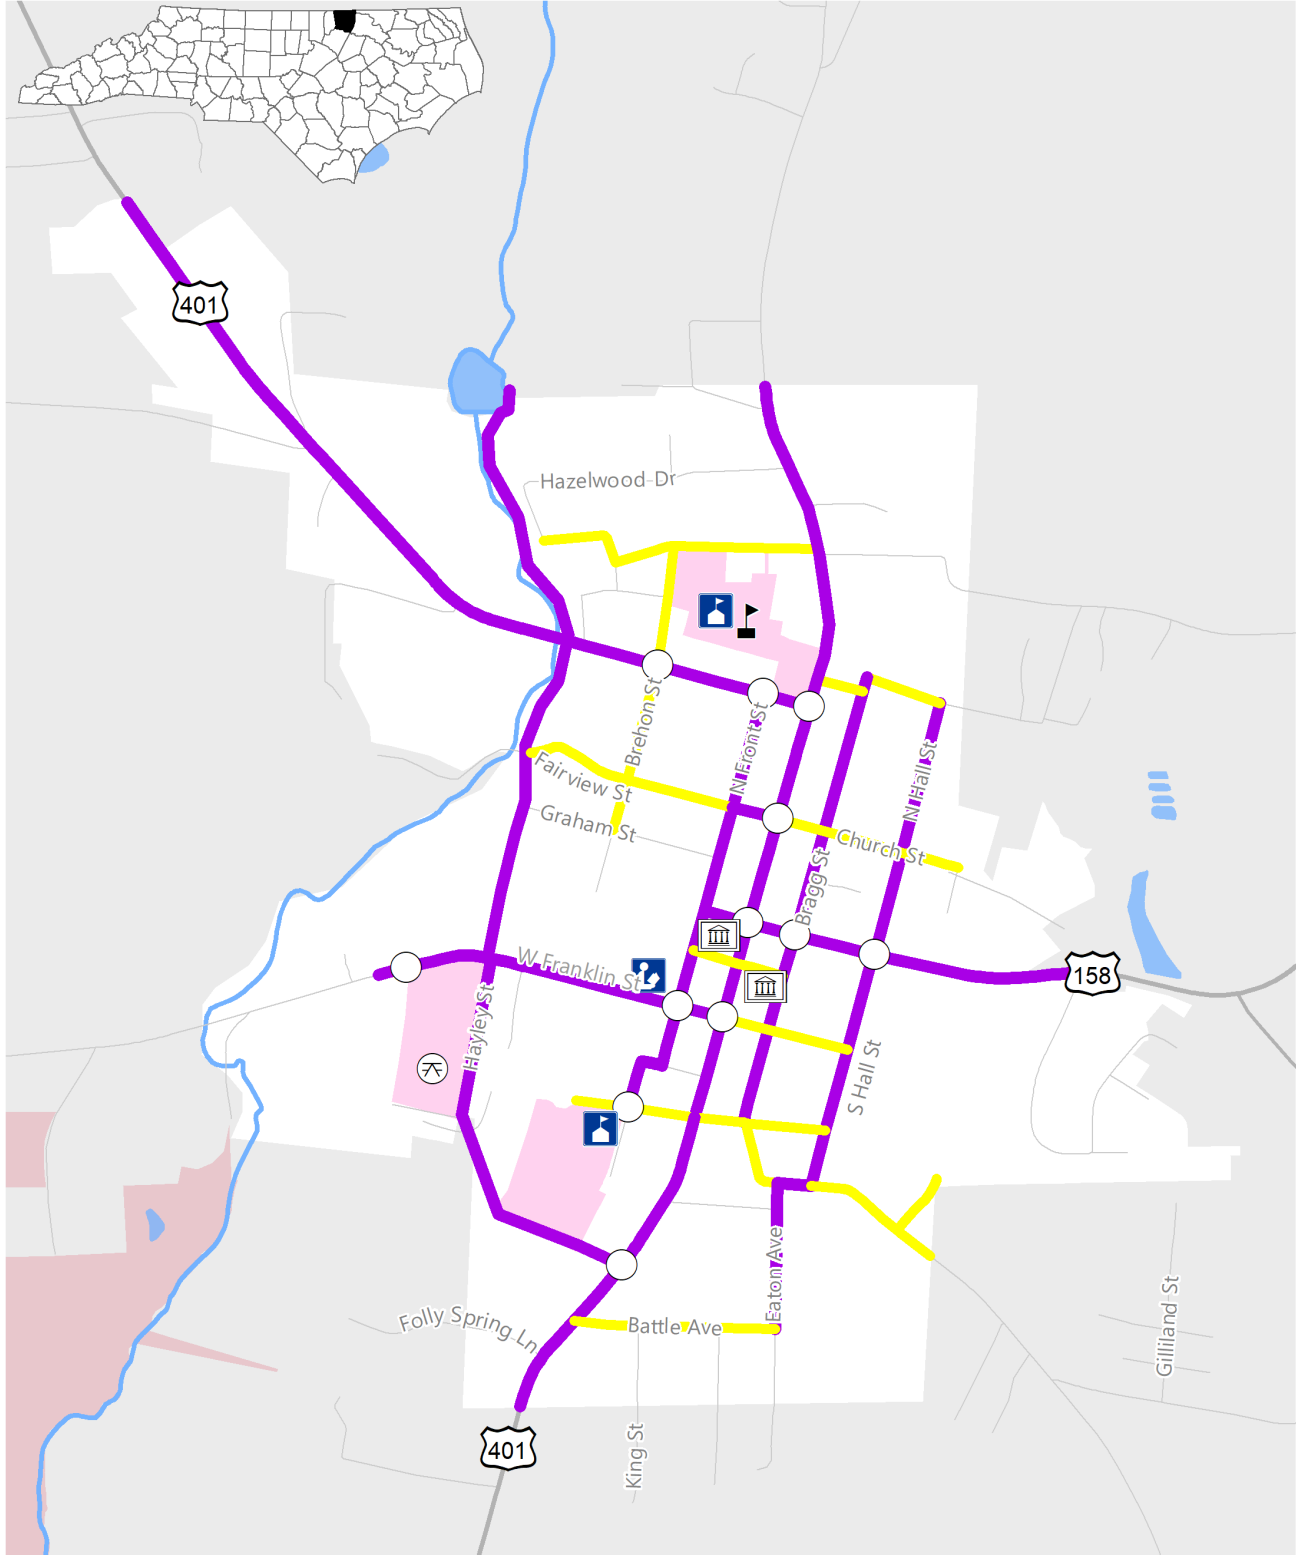 401
Hazelwood Dr
Brehon St
N Front St
Fairview St
N Hall St
Graham St
Church St
Bragg St
W Franklin St
158
Hayley St
S Hall St
Eaton Ave
Folly Spring Ln
Battle Ave
Gilliland St
401
King St